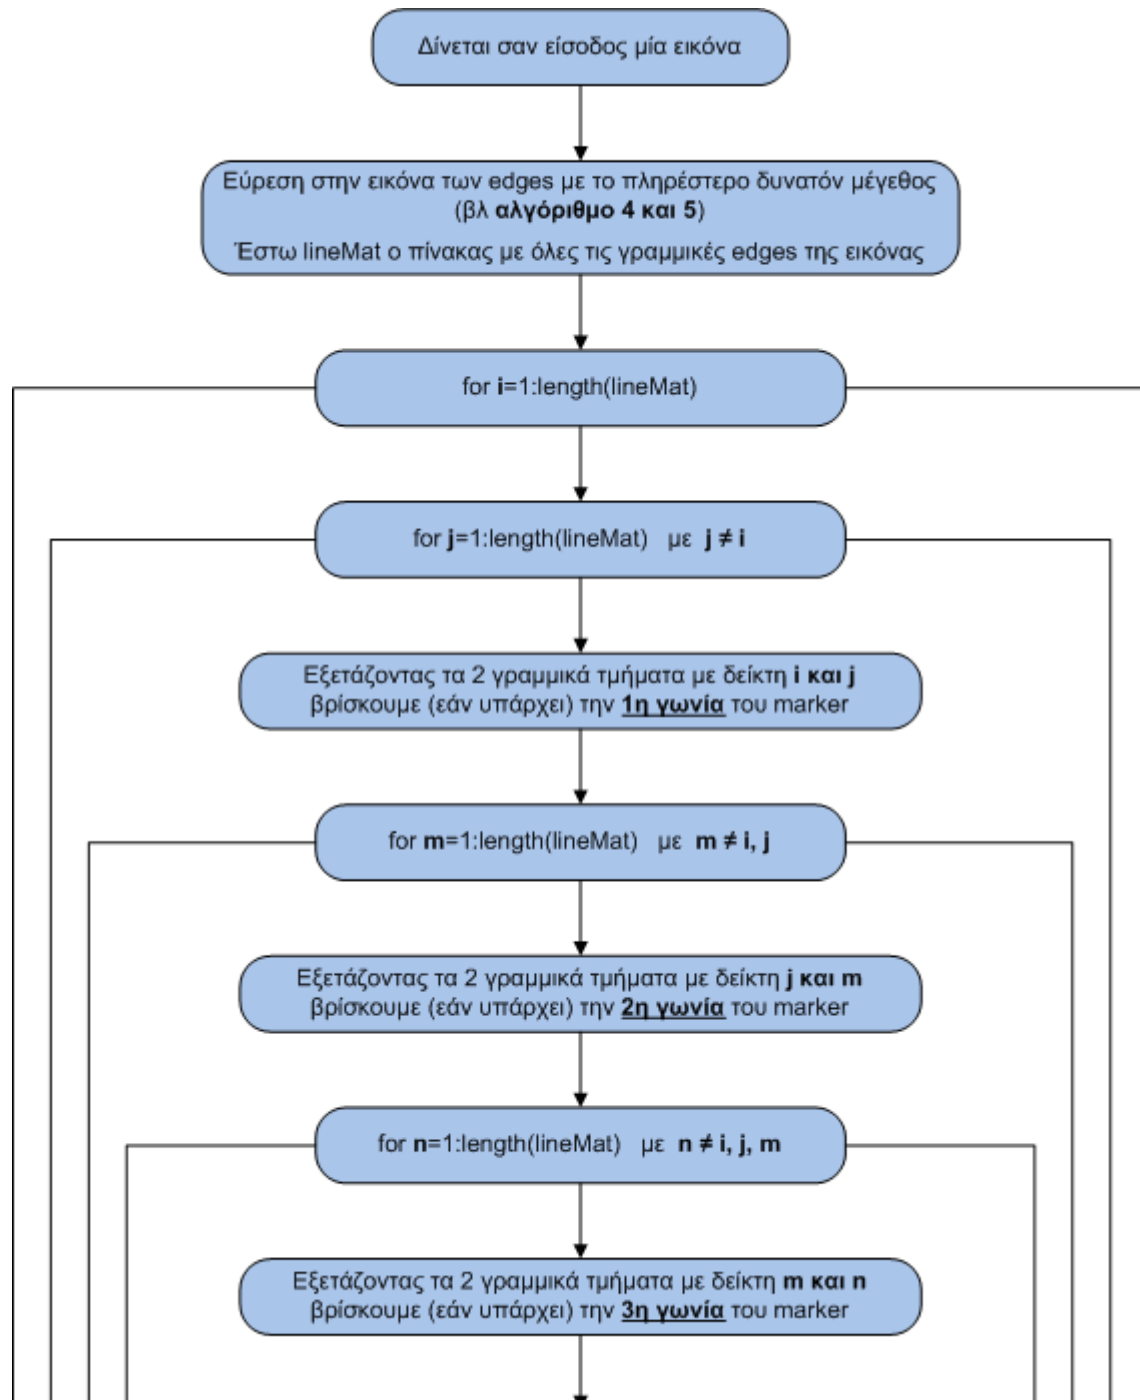 Δίνεται σαν είσοδος μία εικόνα
Εύρεση στην εικόνα των edges με το πληρέστερο δυνατόν μέγεθος
(βλ αλγόριθμο 4 και 5)
Έστω lineMat ο πίνακας με όλες τις γραμμικές edges της εικόνας
for i=1:length(lineMat)
for j=1:length(lineMat) με j ≠ i
Εξετάζοντας τα 2 γραμμικά τμήματα με δείκτη i και j
βρίσκουμε (εάν υπάρχει) την 1η γωνία του marker
for m=1:length(lineMat) με m ≠ i, j
Εξετάζοντας τα 2 γραμμικά τμήματα με δείκτη j και m
βρίσκουμε (εάν υπάρχει) την 2η γωνία του marker
for n=1:length(lineMat) με n ≠ i, j, m
Εξετάζοντας τα 2 γραμμικά τμήματα με δείκτη m και n
βρίσκουμε (εάν υπάρχει) την 3η γωνία του marker